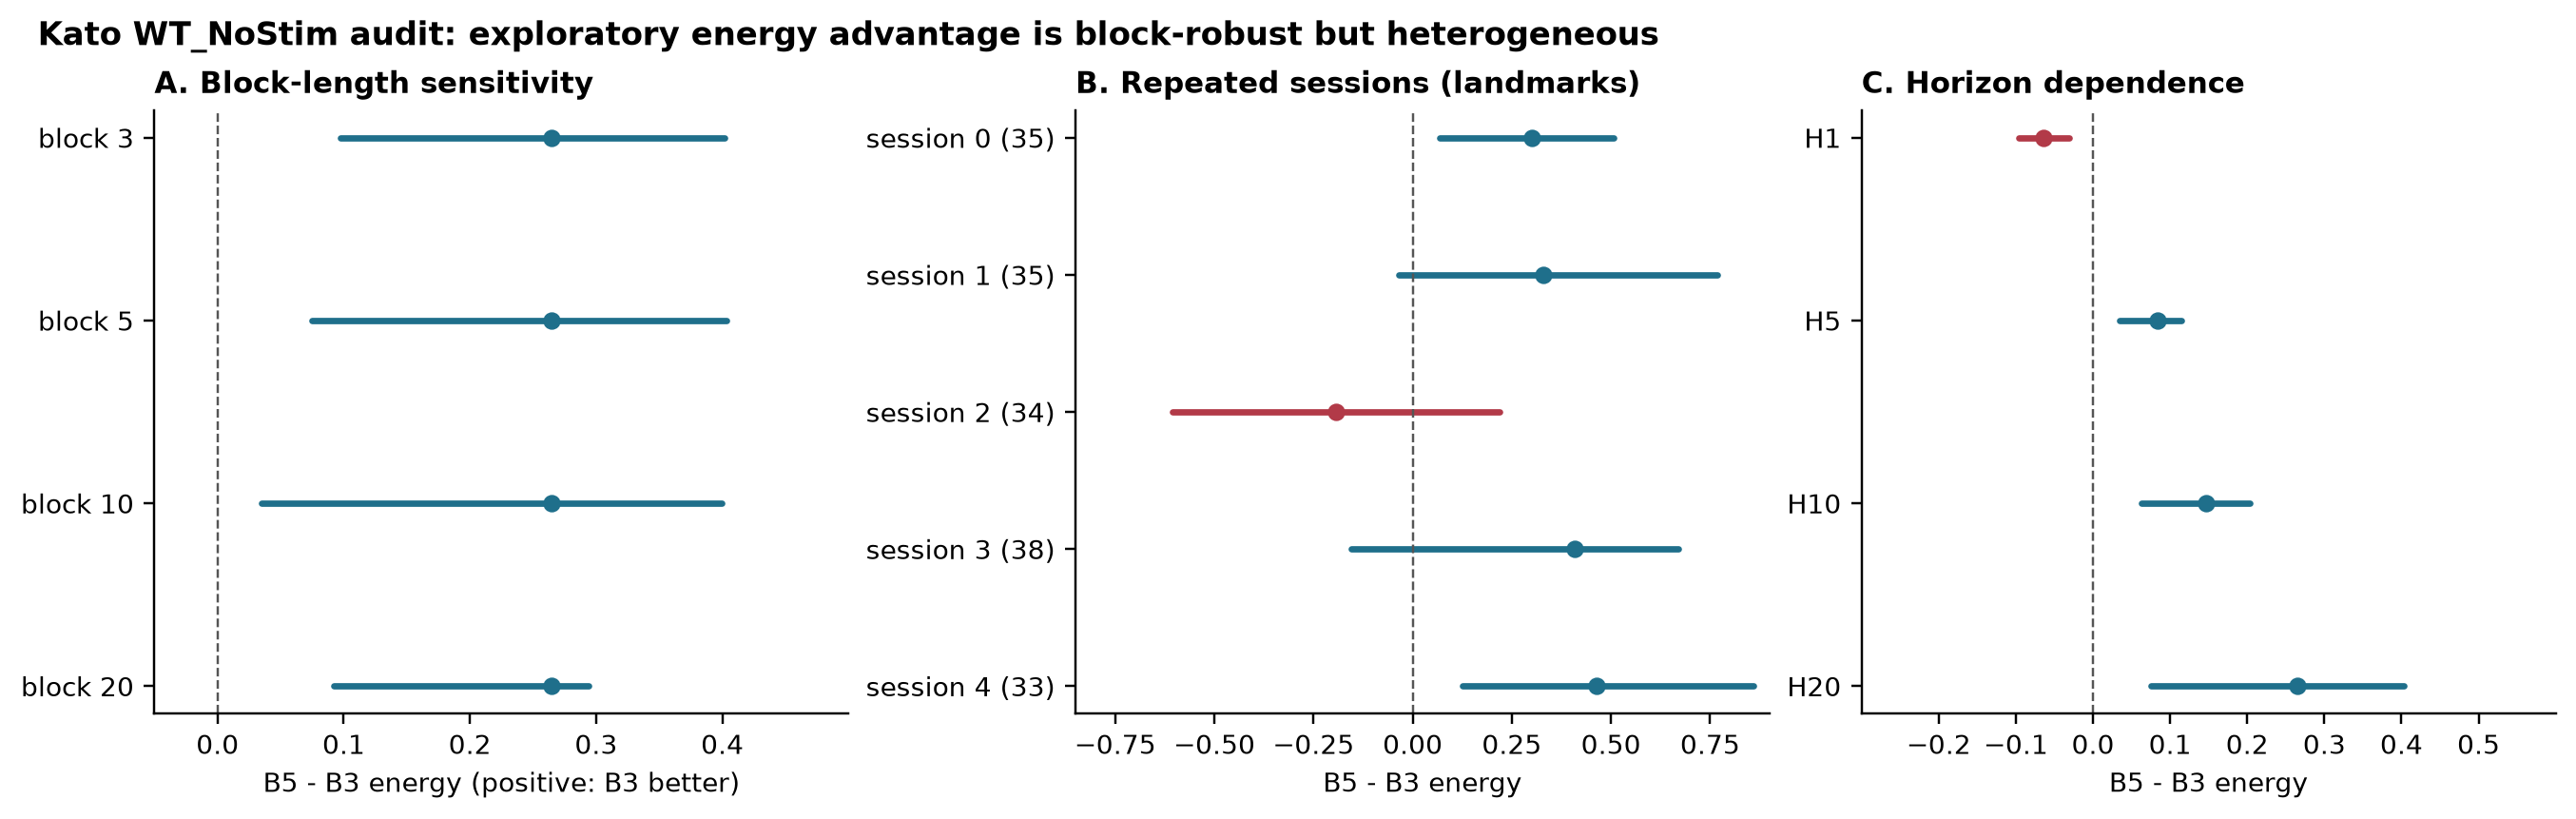 Kato WT_NoStim audit: exploratory energy advantage is block-robust but heterogeneous
A. Block-length sensitivity
block 3
block 5
block 10
block 20
0.0 0.1 0.2 0.3 0.4
B5 - B3 energy (positive: B3 better)
B. Repeated sessions (landmarks)
session 0 (35)
session 1 (35)
session 2 (34)
session 3 (38)
session 4 (33)
−0.75 −0.50 −0.25 0.00 0.25 0.50 0.75
B5 - B3 energy
C. Horizon dependence
H1
H5
H10
H20
−0.2 −0.1 0.0 0.1 0.2 0.3 0.4 0.5
B5 - B3 energy